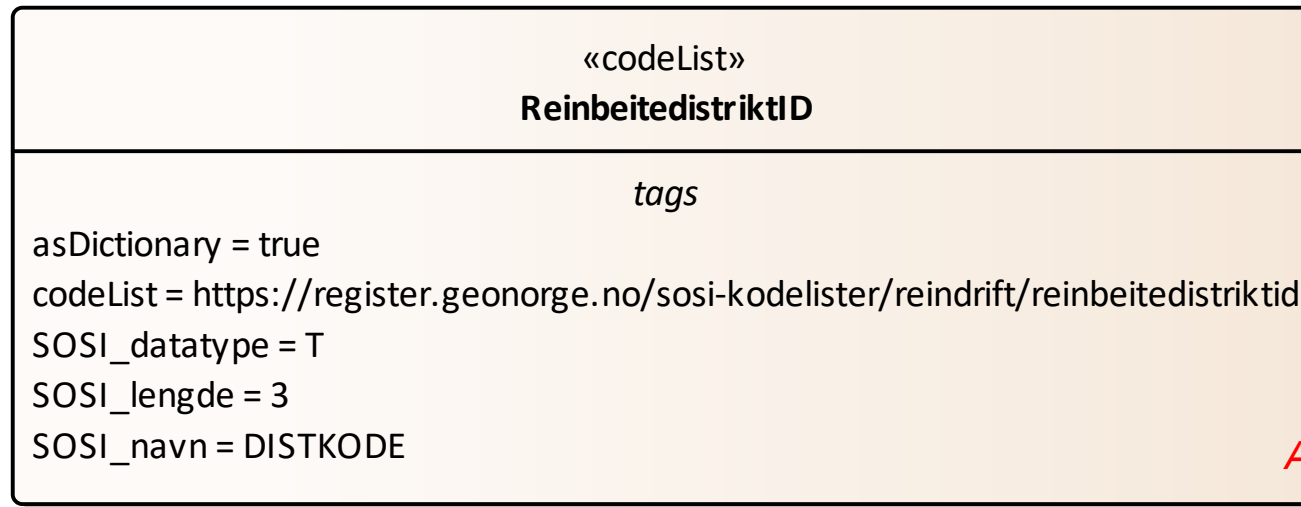 «codeList»
ReinbeitedistriktID
tags
asDictionary = true
codeList = https://register.geonorge.no/sosi-kodelister/reindrift/reinbeitedistriktid
SOSI_datatype = T
SOSI_lengde = 3
SOSI_navn = DISTKODE